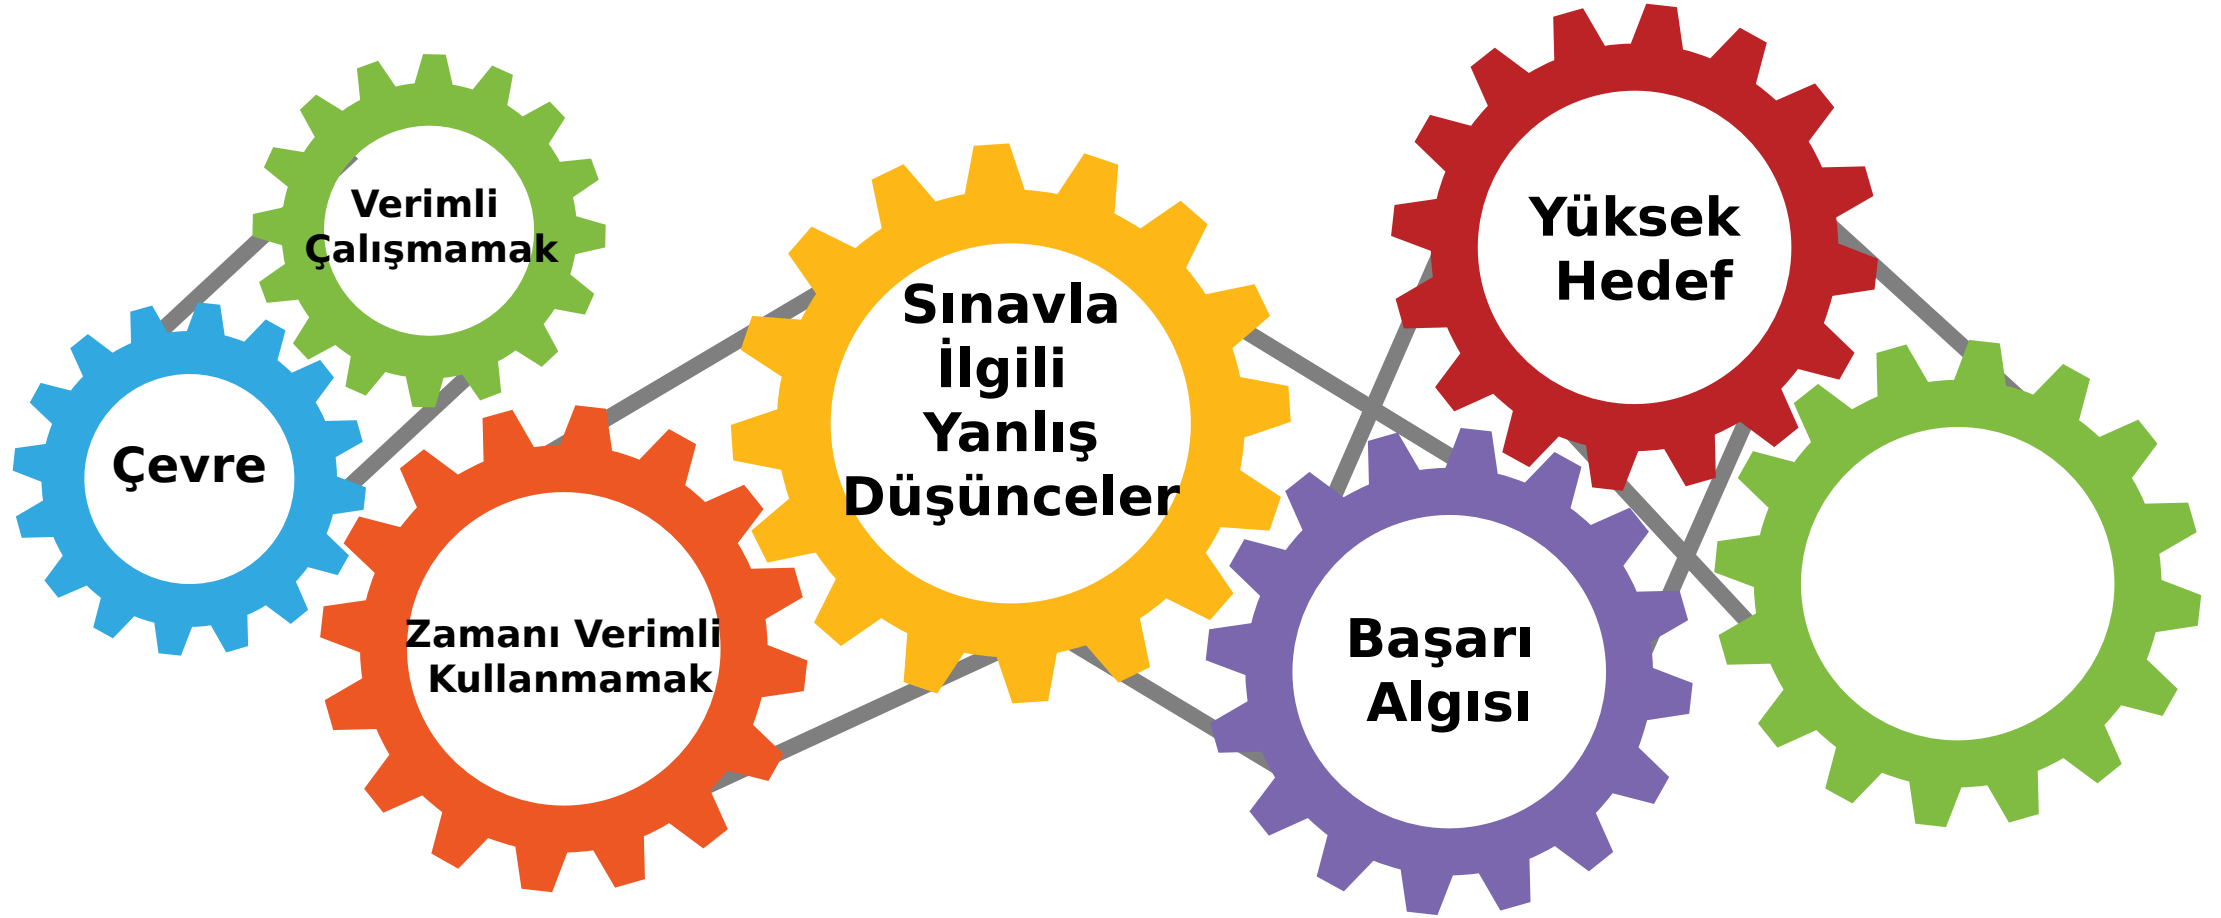 Verimli
Çalışmamak
Çevre
Zamanı Verimli
Kullanmamak
Sınavla
İlgili
Yanlış
Düşünceler
Yüksek
Hedef
Başarı
Algısı